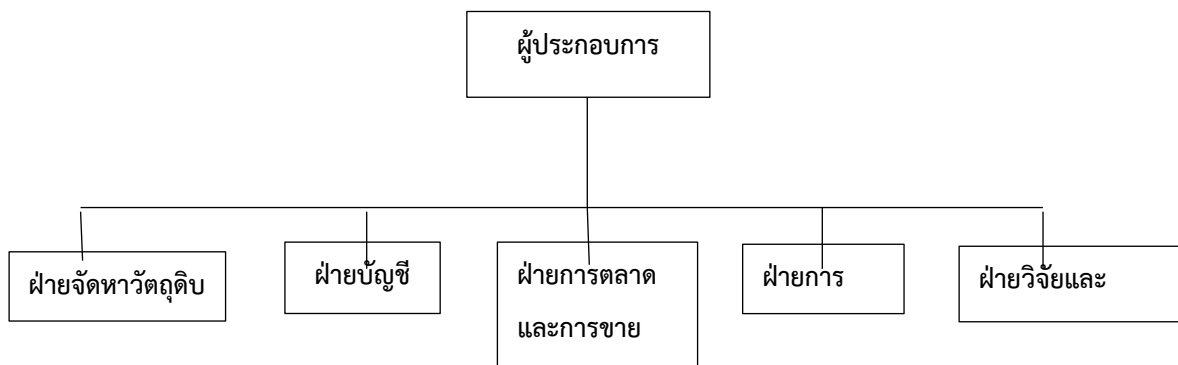 ผู้ประกอบการ
ฝ่ายจัดหาวัตถุดิบ
ฝ่ายบัญชี
ฝ่ายการตลาด
และการขาย
ฝ่ายการ
ฝ่ายวิจัยและ